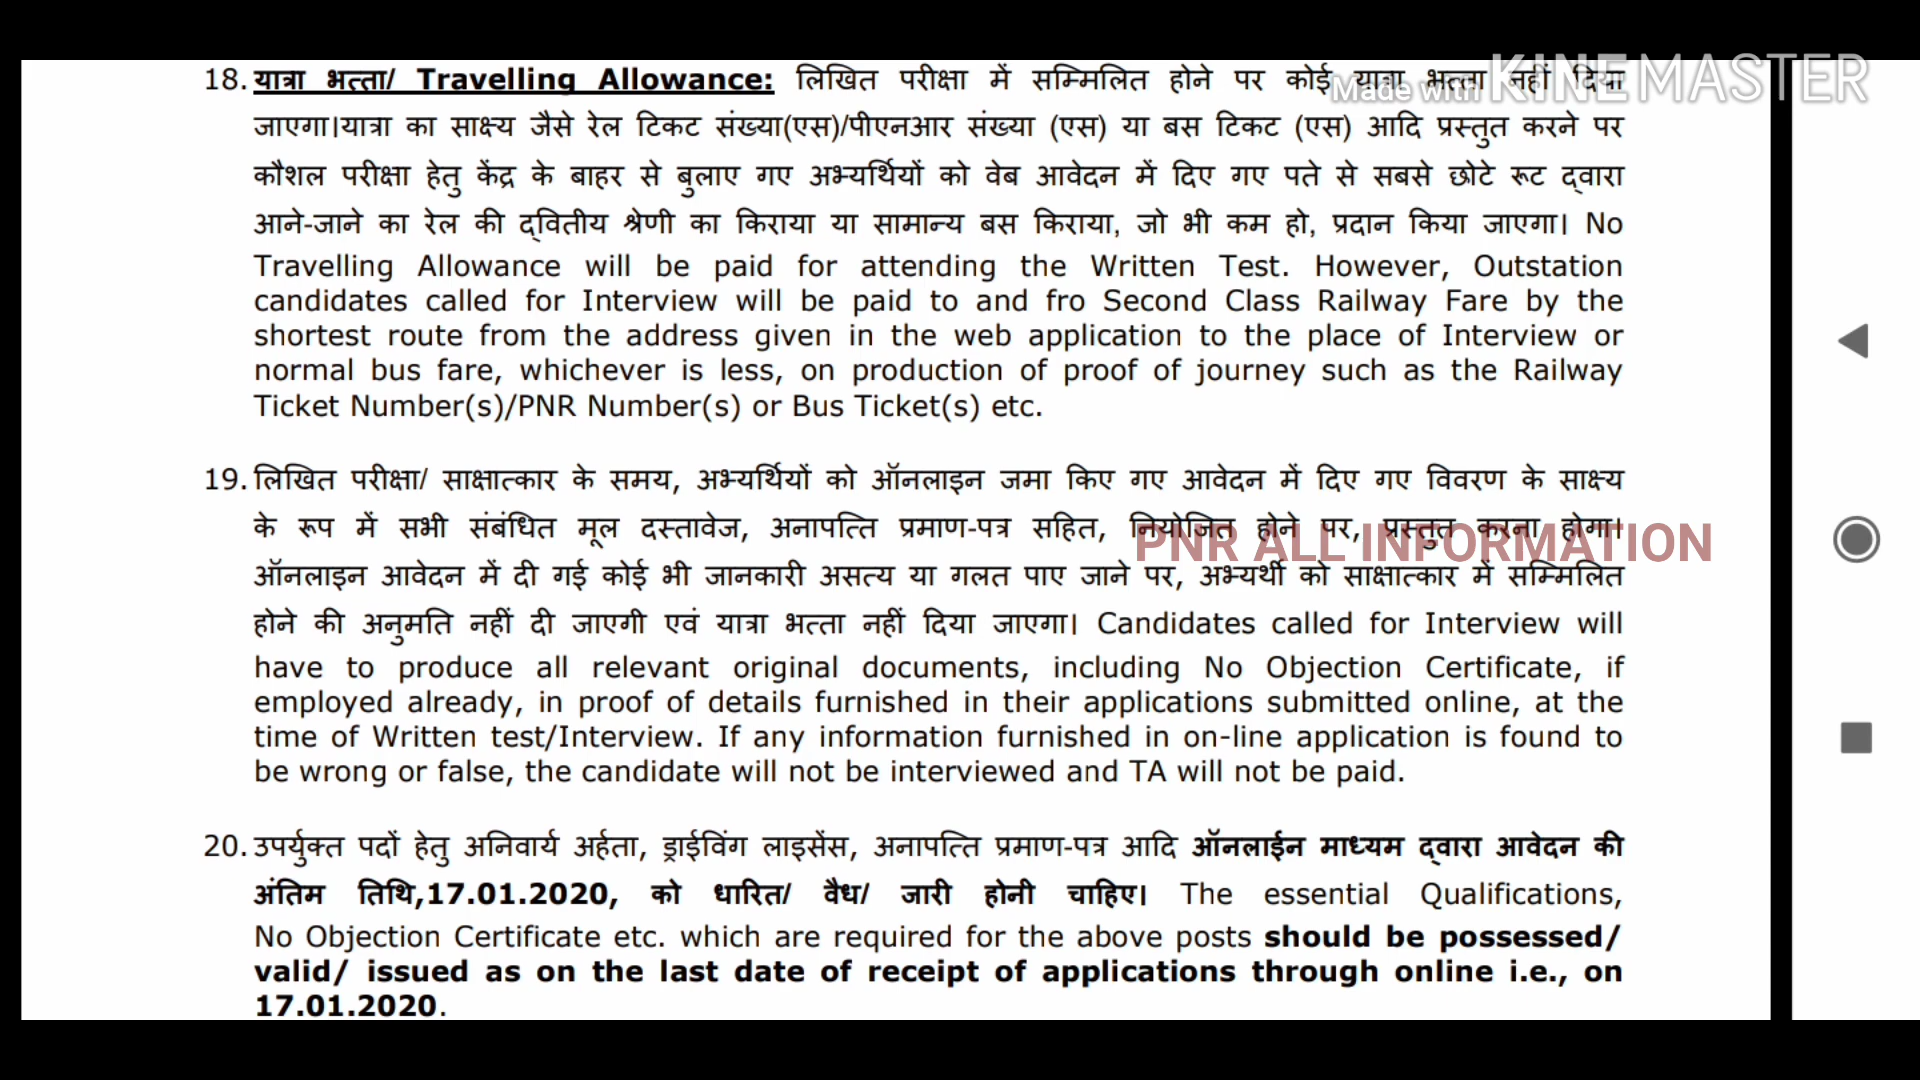 18. यात्रा भत्ता/ Travelling Allowance: लिखित परीक्षा में सम्मिलित होने पर कोई यात्रा भत्ता नहीं दिया
Made with KINEMASTER
जाएगा।यात्रा का साक्ष्य जैसे रेल टिकट संख्या(एस)/पीएनआर संख्या (एस) या बस टिकट (एस) आदि प्रस्तुत करने पर
कौशल परीक्षा हेतु केंद्र के बाहर से बुलाए गए अभ्यर्थियों को वेब आवेदन में दिए गए पते से सबसे छोटे रूट द्वारा
आने-जाने का रेल की द्वितीय श्रेणी का किराया या सामान्य बस किराया, जो भी कम हो, प्रदान किया जाएगा। No
Travelling Allowance will be paid for attending the Written Test. However, Outstation
candidates called for Interview will be paid to and fro Second Class Railway Fare by the
shortest route from the address given in the web application to the place of Interview or
normal bus fare, whichever is less, on production of proof of journey such as the Railway
Ticket Number(s)/PNR Number(s) or Bus Ticket(s) etc.
19. लिखित परीक्षा/ साक्षात्कार के समय, अभ्यर्थियों को ऑनलाइन जमा किए गए आवेदन में दिए गए विवरण के साक्ष्य
के रूप में सभी संबंधित मूल दस्तावेज, अनापत्ति प्रमाण-पत्र सहित, नियोजित होने पर, प्रस्तुत करना होगा।
PNR ALL INFORMATION
ऑनलाइन आवेदन में दी गई कोई भी जानकारी असत्य या गलत पाए जाने पर, अभ्यर्थी को साक्षात्कार में सम्मिलित
होने की अनुमति नहीं दी जाएगी एवं यात्रा भत्ता नहीं दिया जाएगा। Candidates called for Interview will
have to produce all relevant original documents, including No Objection Certificate, if
employed already, in proof of details furnished in their applications submitted online, at the
time of Written test/Interview. If any information furnished in on-line application is found to
be wrong or false, the candidate will not be interviewed and TA will not be paid.
20. उपर्युक्त पदों हेतु अनिवार्य अर्हता, ड्राईविंग लाइसेंस, अनापत्ति प्रमाण-पत्र आदि ऑनलाईन माध्यम द्वारा आवेदन की
अंतिम तिथि,17.01.2020, को धारित/ वैध/ जारी होनी चाहिए। The essential Qualifications,
No Objection Certificate etc. which are required for the above posts should be possessed/
valid/ issued as on the last date of receipt of applications through online i.e., on
17.01.2020.